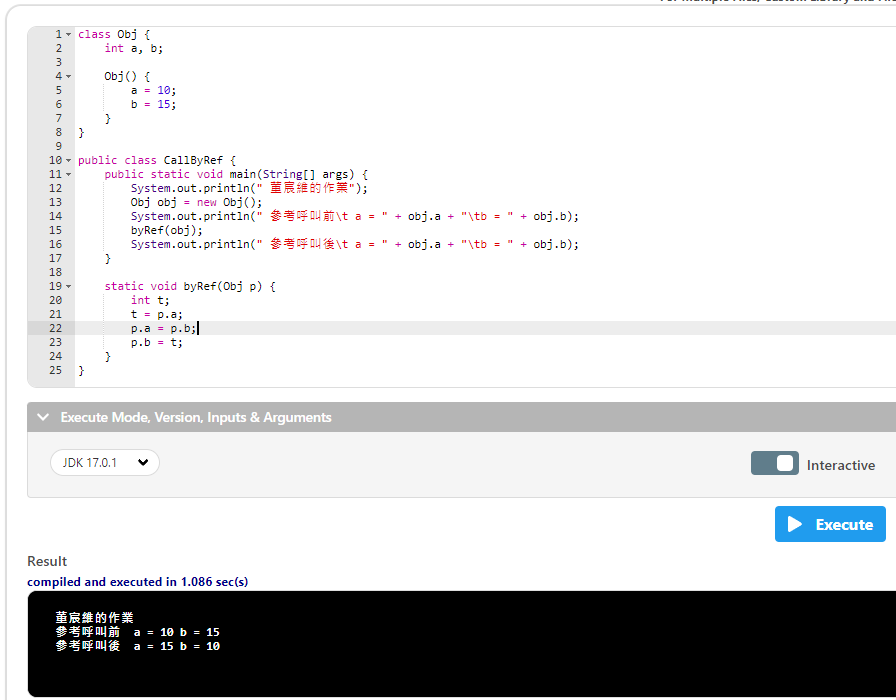 1 class Obj {
2     int a, b;
3
4     Obj() {
5         a = 10;
6         b = 15;
7     }
8 }
9
10 public class CallByRef {
11     public static void main(String[] args) {
12         System.out.println(" 董宸維的作業");
13         Obj obj = new Obj();
14         System.out.println(" 參考呼叫前\t a = " + obj.a + "\tb = " + obj.b);
15         byRef(obj);
16         System.out.println(" 參考呼叫後\t a = " + obj.a + "\tb = " + obj.b);
17     }
18
19     static void byRef(Obj p) {
20         int t;
21         t = p.a;
22         p.a = p.b;
23         p.b = t;
24     }
25 }
Execute Mode, Version, Inputs & Arguments
JDK 17.0.1
Interactive
Execute
Result
compiled and executed in 1.086 sec(s)
董宸維的作業
參考呼叫前 a = 10 b = 15
參考呼叫後 a = 15 b = 10